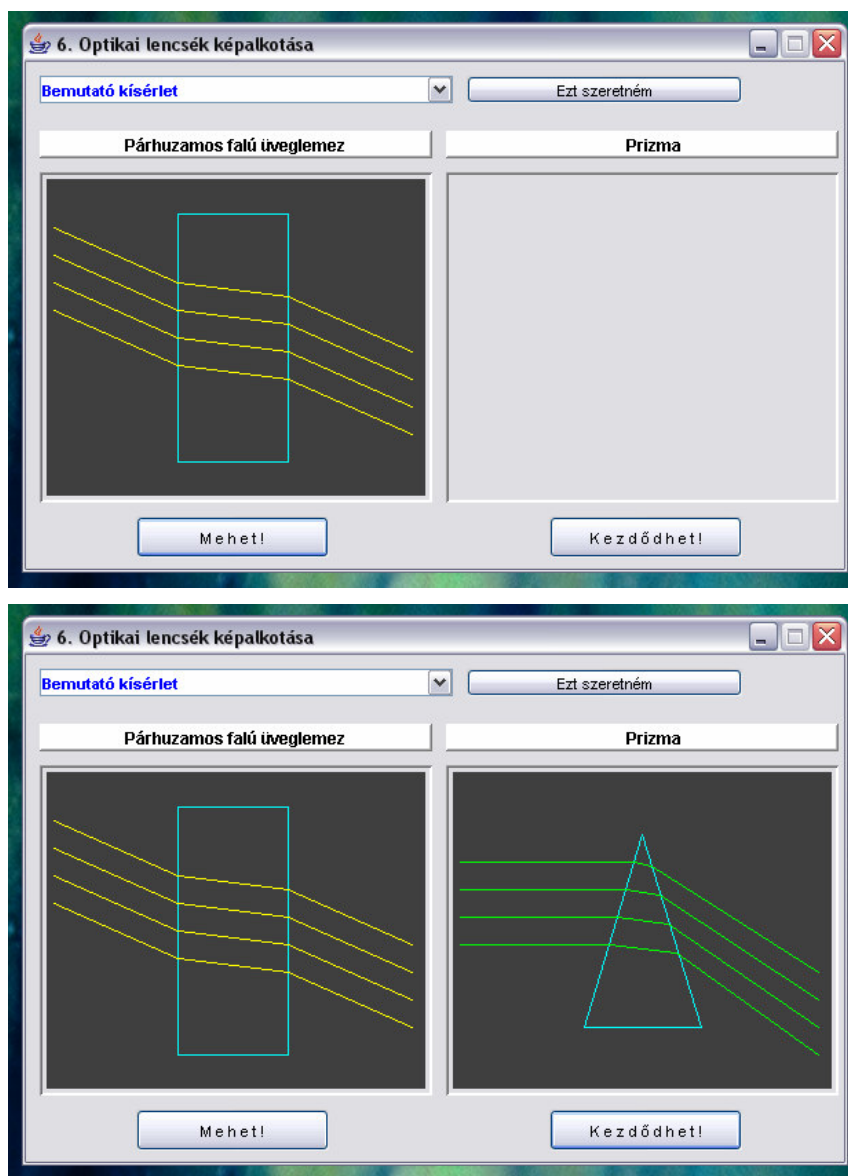 6. Optikai lencsék képalkotása
Bemutató kísérlet Ezt szeretném
Párhuzamos falú üveglemez Prizma
Mehet! Kezdődhet!
6. Optikai lencsék képalkotása
Bemutató kísérlet Ezt szeretném
Párhuzamos falú üveglemez Prizma
Mehet! Kezdődhet!